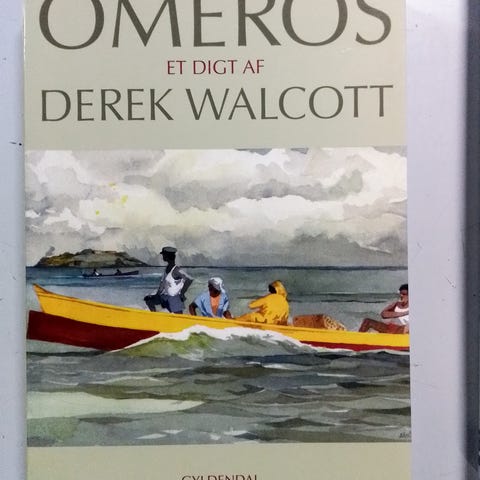 OMEROS
ET DIGT AF
DEREK WALCOTT
GYLDENDAL